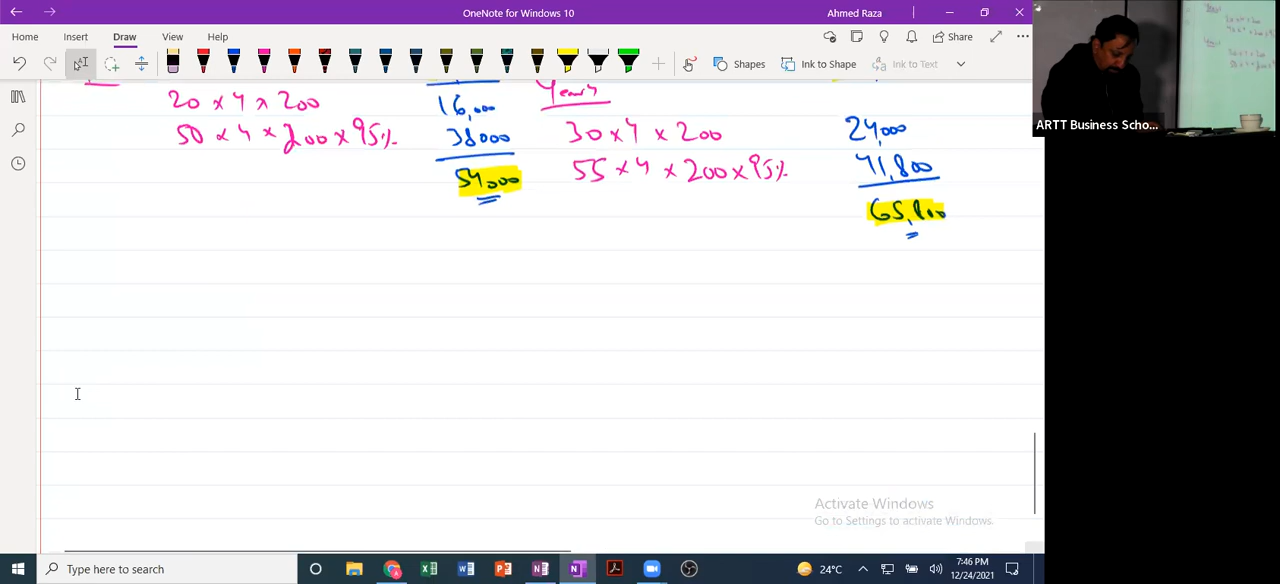 OneNote for Windows 10
Ahmed Raza
Home Insert Draw View Help
Share
Shapes Ink to Shape Ink to Text
20 x 4 x 200
16,000
50 x 4 x 200 x 95%
38000
54,000
30 x 4 x 200
24,000
55 x 4 x 200 x 95%
41,800
65,800
ARTT Business Scho...
Activate Windows
Go to Settings to activate Windows.
Type here to search
24°C
7:46 PM
12/24/2021